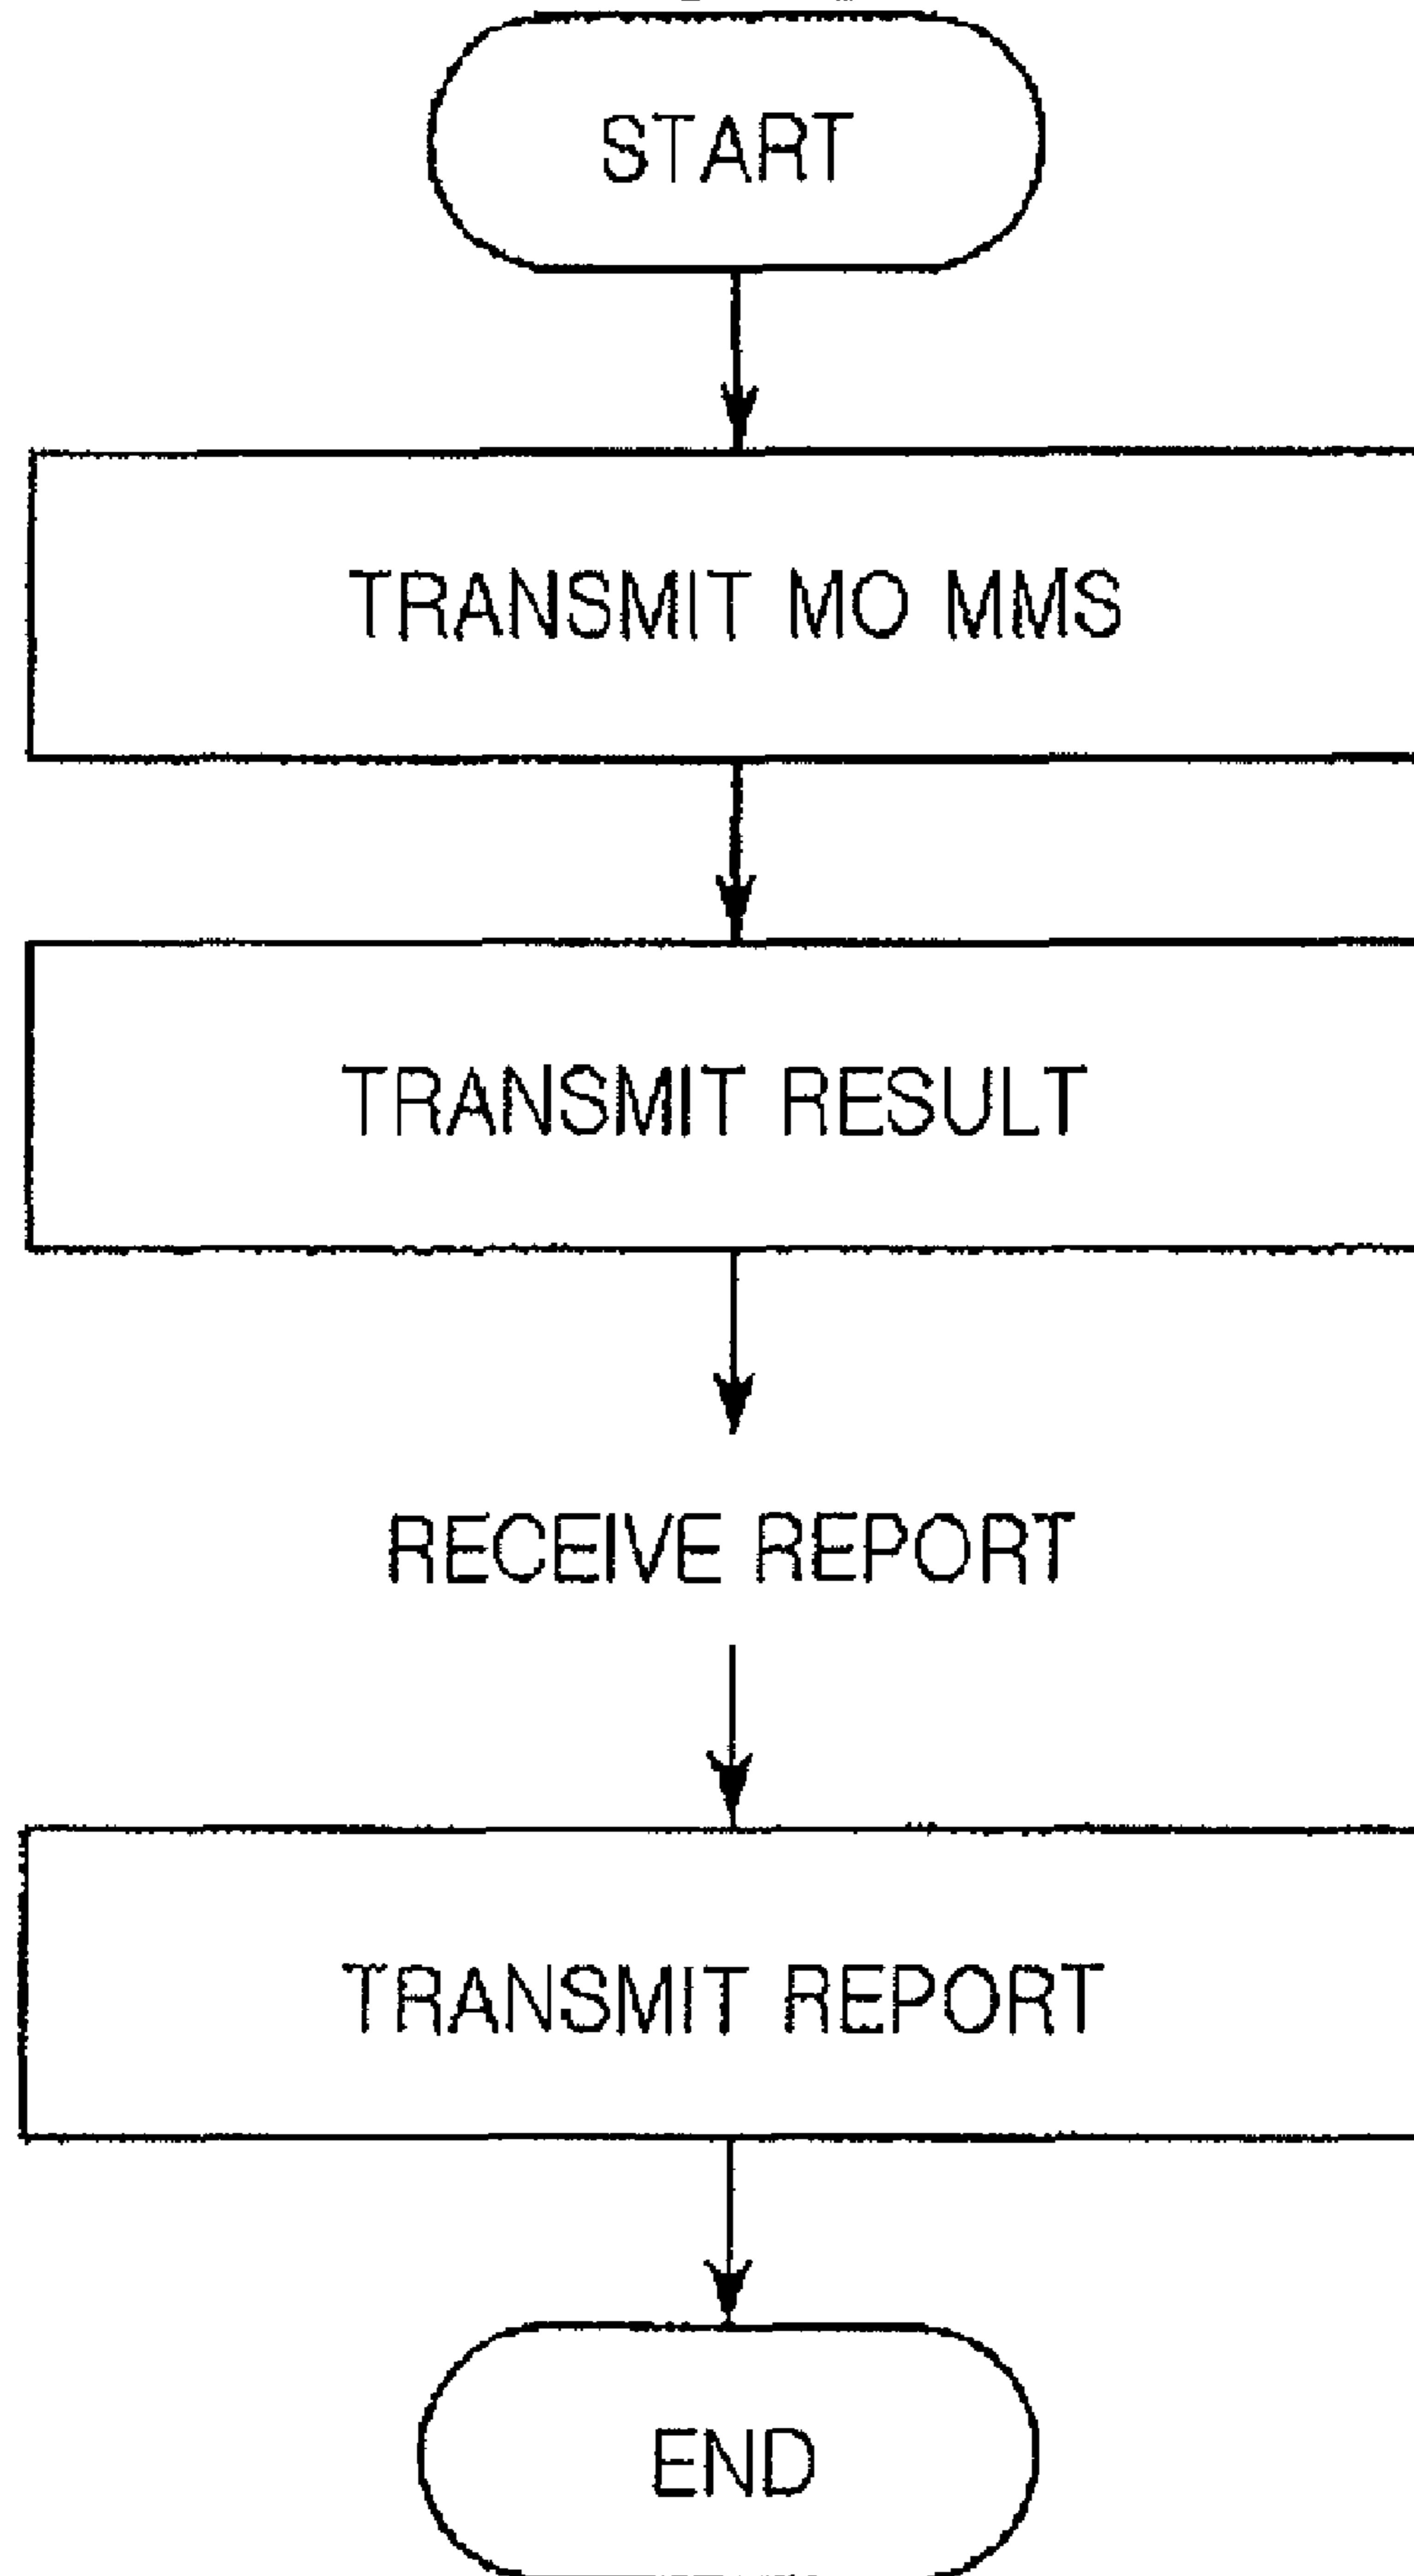 START
TRANSMIT MO MMS
TRANSMIT RESULT
RECEIVE REPORT
TRANSMIT REPORT
END